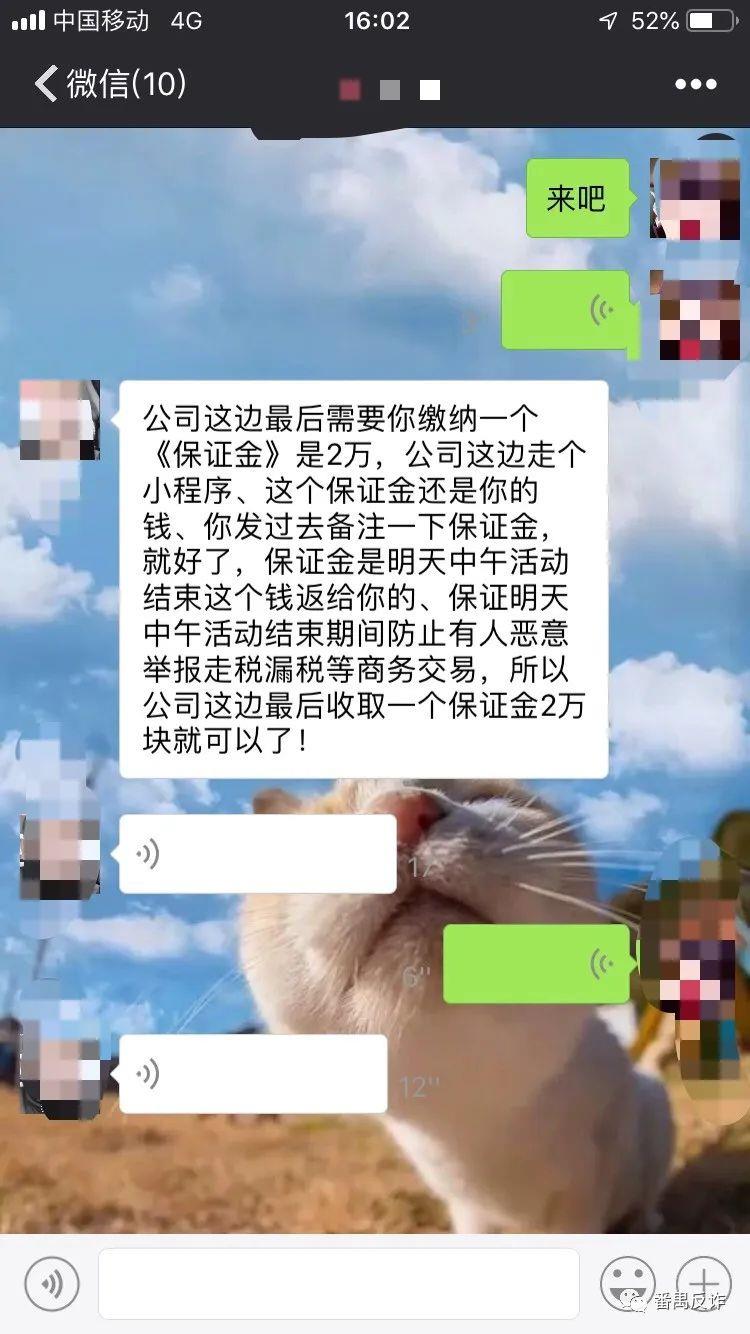 中国移动 4G 16:02 52%
微信(10)
来吧
公司这边最后需要你缴纳一个
《保证金》是2万，公司这边走个
小程序、这个保证金还是你的
钱、你发过去备注一下保证金，
就好了，保证金是明天中午活动
结束这个钱返给你的、保证明天
中午活动结束期间防止有人恶意
举报走税漏税等商务交易，所以
公司这边最后收取一个保证金2万
块就可以了！
17"
6"
12"
番禺反诈